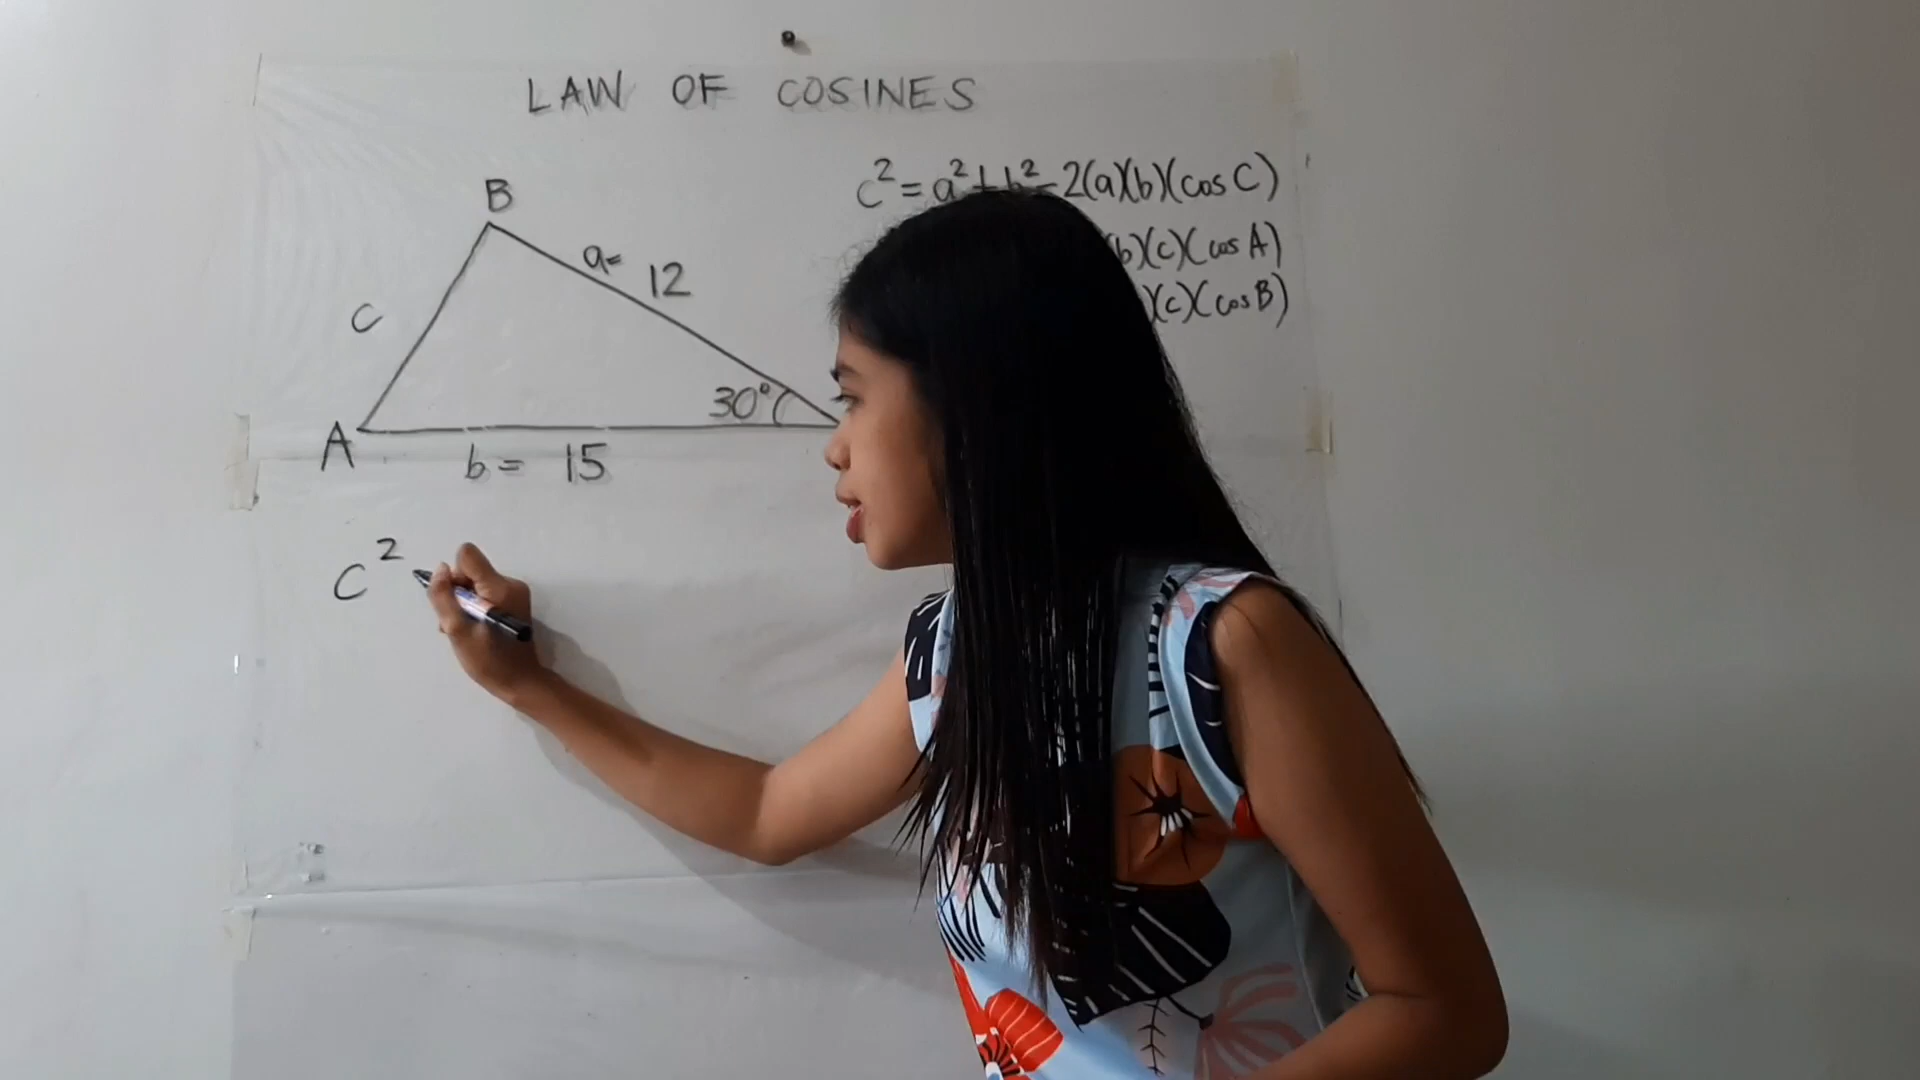 LAW OF COSINES
c² = a² + b² - 2(a)(b)(cos C)
b)(c)(cos A)
)(c)(cos B)
B
a= 12
c
30°
A
b = 15
c²